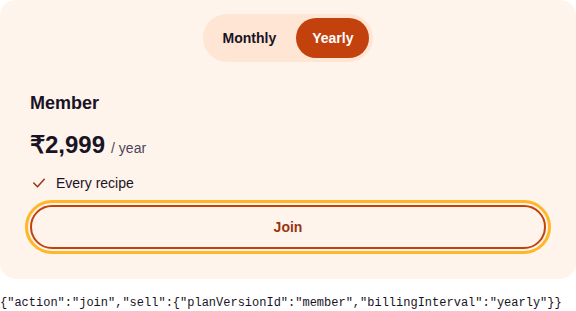 Monthly Yearly
Member
₹2,999 / year
Every recipe
Join
{"action":"join","sell":{"planVersionId":"member","billingInterval":"yearly"}}